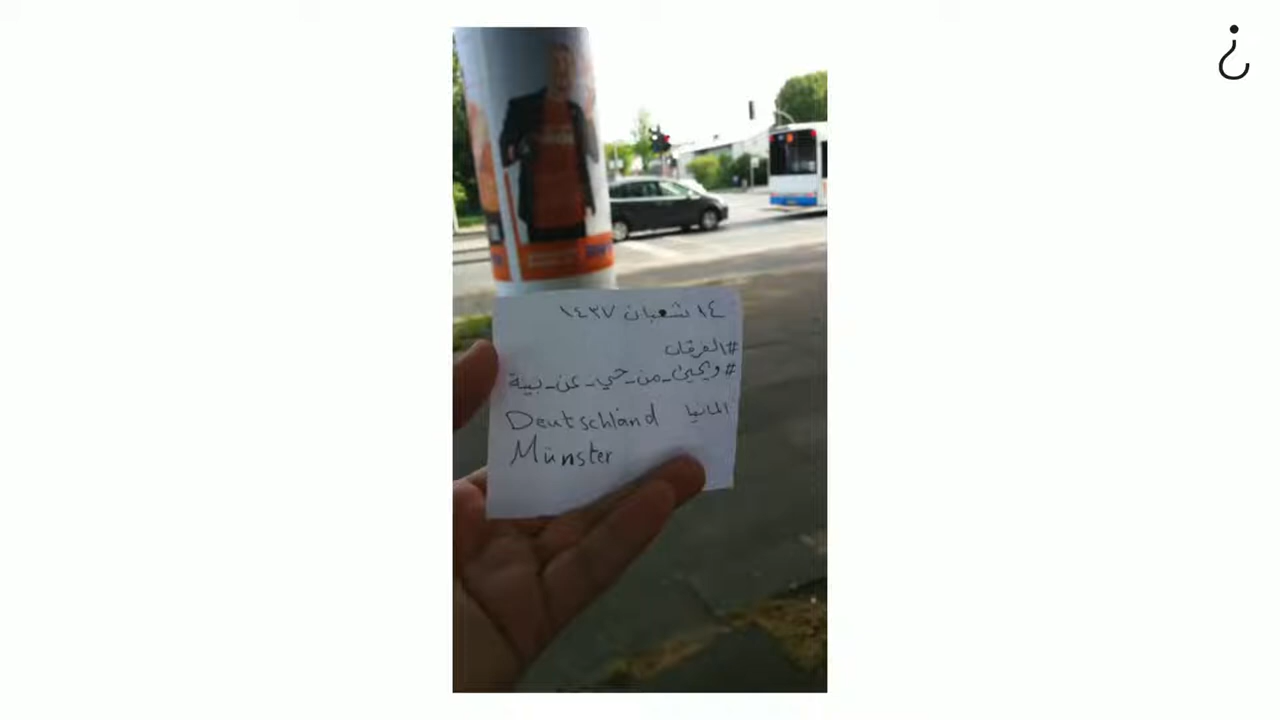 ١٤ شعبان ١٤٣٧
#الفرقان
#ويحيى_من_حي_عن_بينة
المانيا Deutschland
Münster